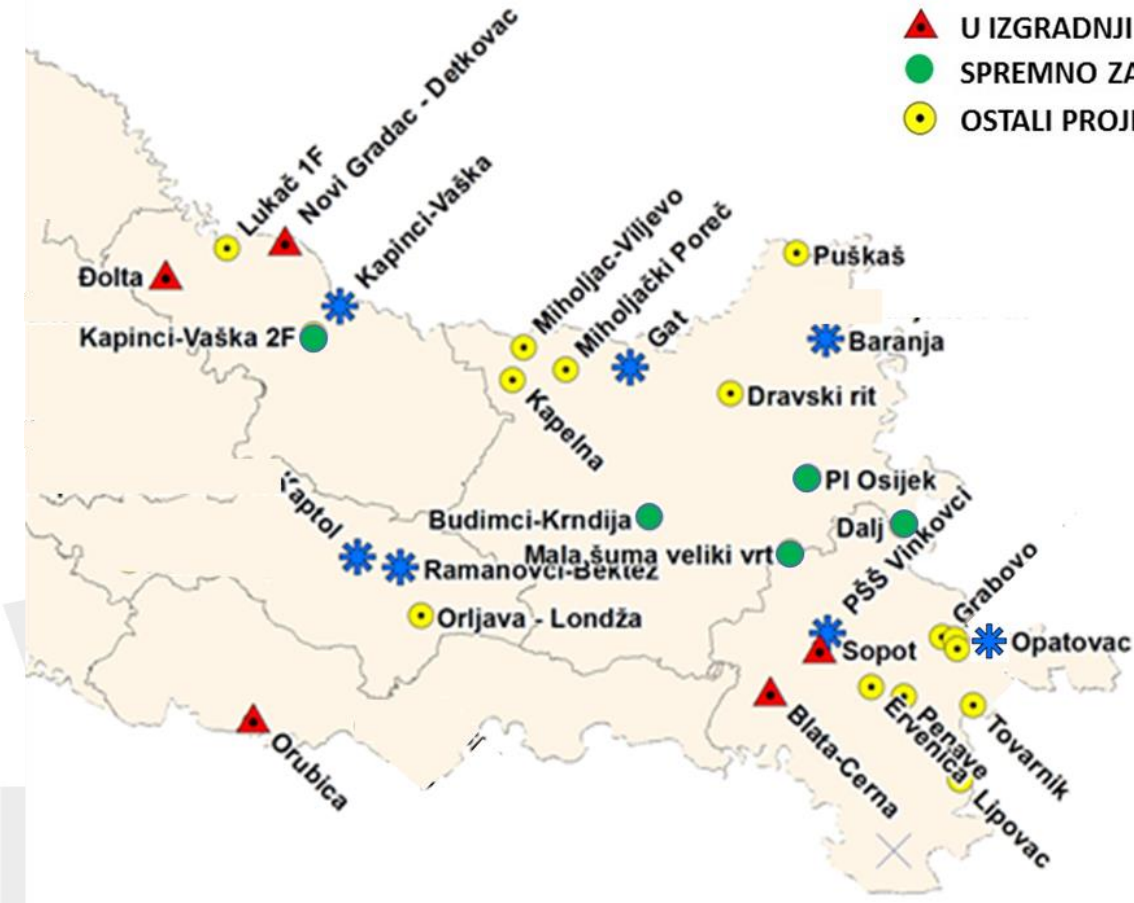 U IZGRADNJI
SPREMNO ZA
OSTALI PROJE
Novi Gradac - Detkovac
Lukač 1F
Kapinci-Vaška
Đolta
Kapinci-Vaška 2F
Miholjac-Viljevo
Miholjački Poreč
Gat
Kapelna
Puškaš
Baranja
Dravski rit
PI Osijek
Budimci-Krndija
Dalj
Mala šuma veliki vrt
Kaptol
Ramanovci-Bektež
Orljava - Londža
PŠŠ Vinkovci
Grabovo
Sopot
Opatovac
Orubica
Blata-Cerna
Ervenica
Penave
Tovarnik
Lipovac